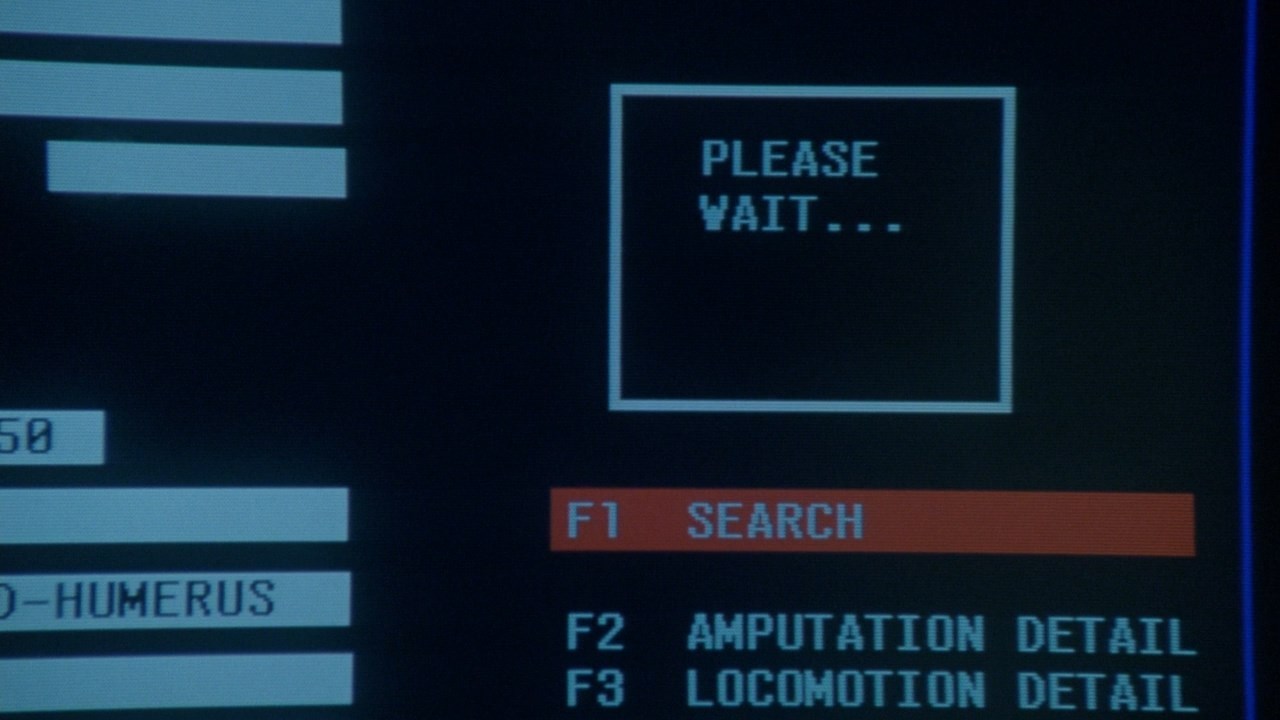 PLEASE
WAIT...
50
F1 SEARCH
D-HUMERUS
F2 AMPUTATION DETAIL
F3 LOCOMOTION DETAIL